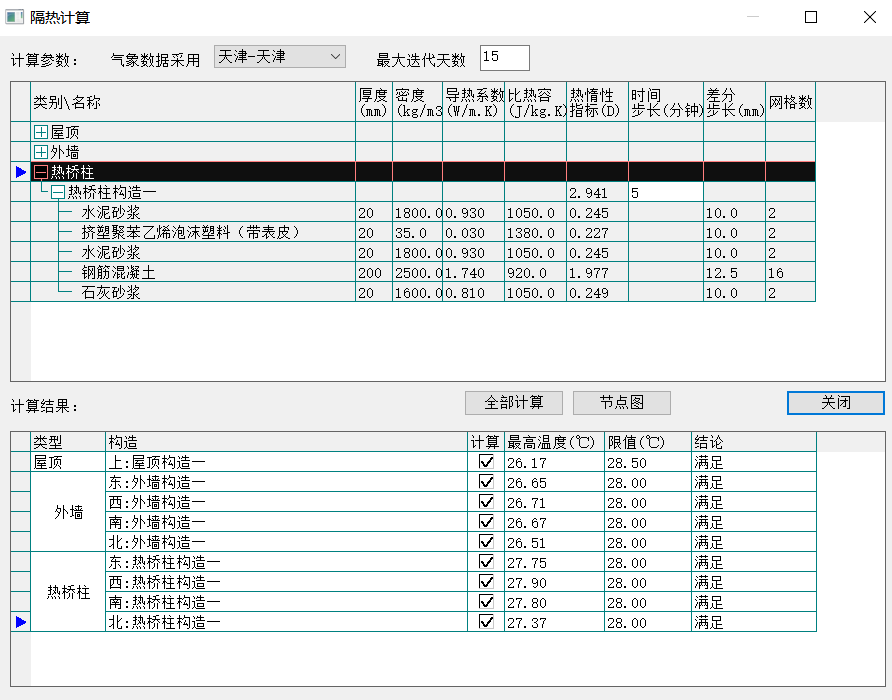 隔热计算
计算参数： 气象数据采用 天津-天津 最大迭代天数 15
类别\名称 厚度(mm) 密度(kg/m3 导热系数(W/m.K) 比热容(J/kg.K) 热惰性指标(D) 时间步长(分钟) 差分步长(mm) 网格数
屋顶
外墙
热桥柱
热桥柱构造一 2.941 5
水泥砂浆 20 1800.0 0.930 1050.0 0.245 10.0 2
挤塑聚苯乙烯泡沫塑料（带表皮） 20 35.0 0.030 1380.0 0.227 10.0 2
水泥砂浆 20 1800.0 0.930 1050.0 0.245 10.0 2
钢筋混凝土 200 2500.0 1.740 920.0 1.977 12.5 16
石灰砂浆 20 1600.0 0.810 1050.0 0.249 10.0 2
计算结果： 全部计算 节点图 关闭
类型 构造 计算 最高温度(℃) 限值(℃) 结论
屋顶 上:屋顶构造一 26.17 28.50 满足
外墙 东:外墙构造一 26.65 28.00 满足
西:外墙构造一 26.71 28.00 满足
南:外墙构造一 26.67 28.00 满足
北:外墙构造一 26.51 28.00 满足
热桥柱 东:热桥柱构造一 27.75 28.00 满足
西:热桥柱构造一 27.90 28.00 满足
南:热桥柱构造一 27.80 28.00 满足
北:热桥柱构造一 27.37 28.00 满足